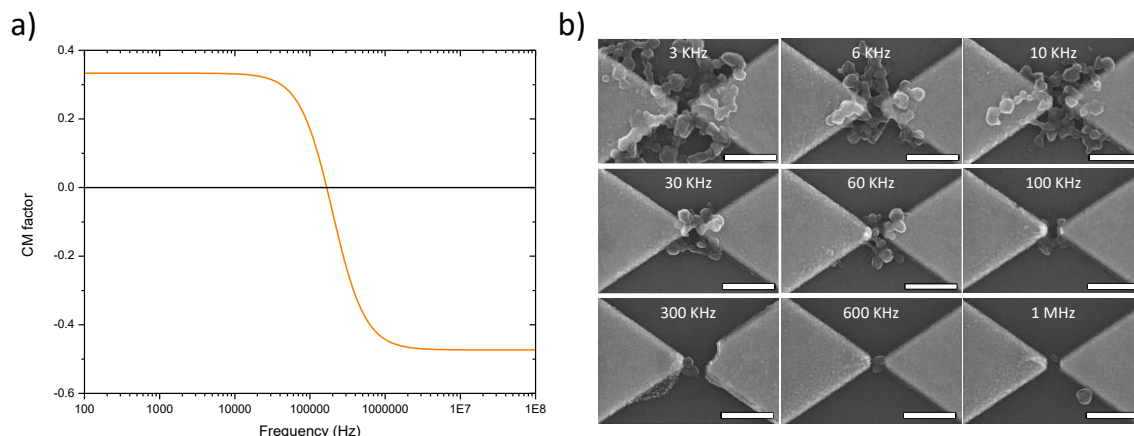 a)
0.4
0.2
0.0
-0.2
-0.4
-0.6
CM factor
100
1000
10000
100000
1000000
1E7
1E8
Frequency (Hz)
b)
3 KHz
6 KHz
10 KHz
30 KHz
60 KHz
100 KHz
300 KHz
600 KHz
1 MHz